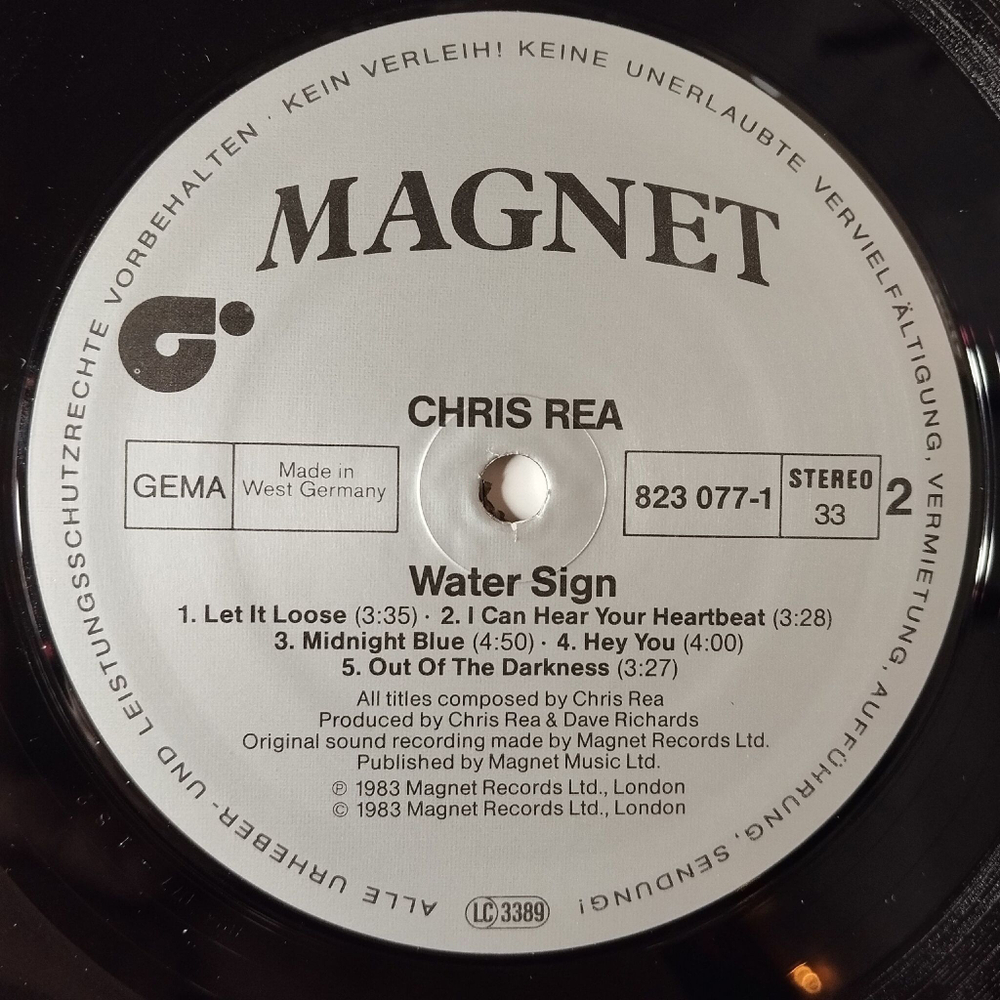 ALLE URHEBER- UND LEISTUNGSSCHUTZRECHTE VORBEHALTEN · KEIN VERLEIH! KEINE UNERLAUBTE VERVIELFÄLTIGUNG, VERMIETUNG, AUFFÜHRUNG, SENDUNG!
MAGNET
CHRIS REA
GEMA
Made in
West Germany
823 077-1
STEREO
33
2
Water Sign
1. Let It Loose (3:35) · 2. I Can Hear Your Heartbeat (3:28)
3. Midnight Blue (4:50) · 4. Hey You (4:00)
5. Out Of The Darkness (3:27)
All titles composed by Chris Rea
Produced by Chris Rea & Dave Richards
Original sound recording made by Magnet Records Ltd.
Published by Magnet Music Ltd.
℗ 1983 Magnet Records Ltd., London
© 1983 Magnet Records Ltd., London
LC 3389